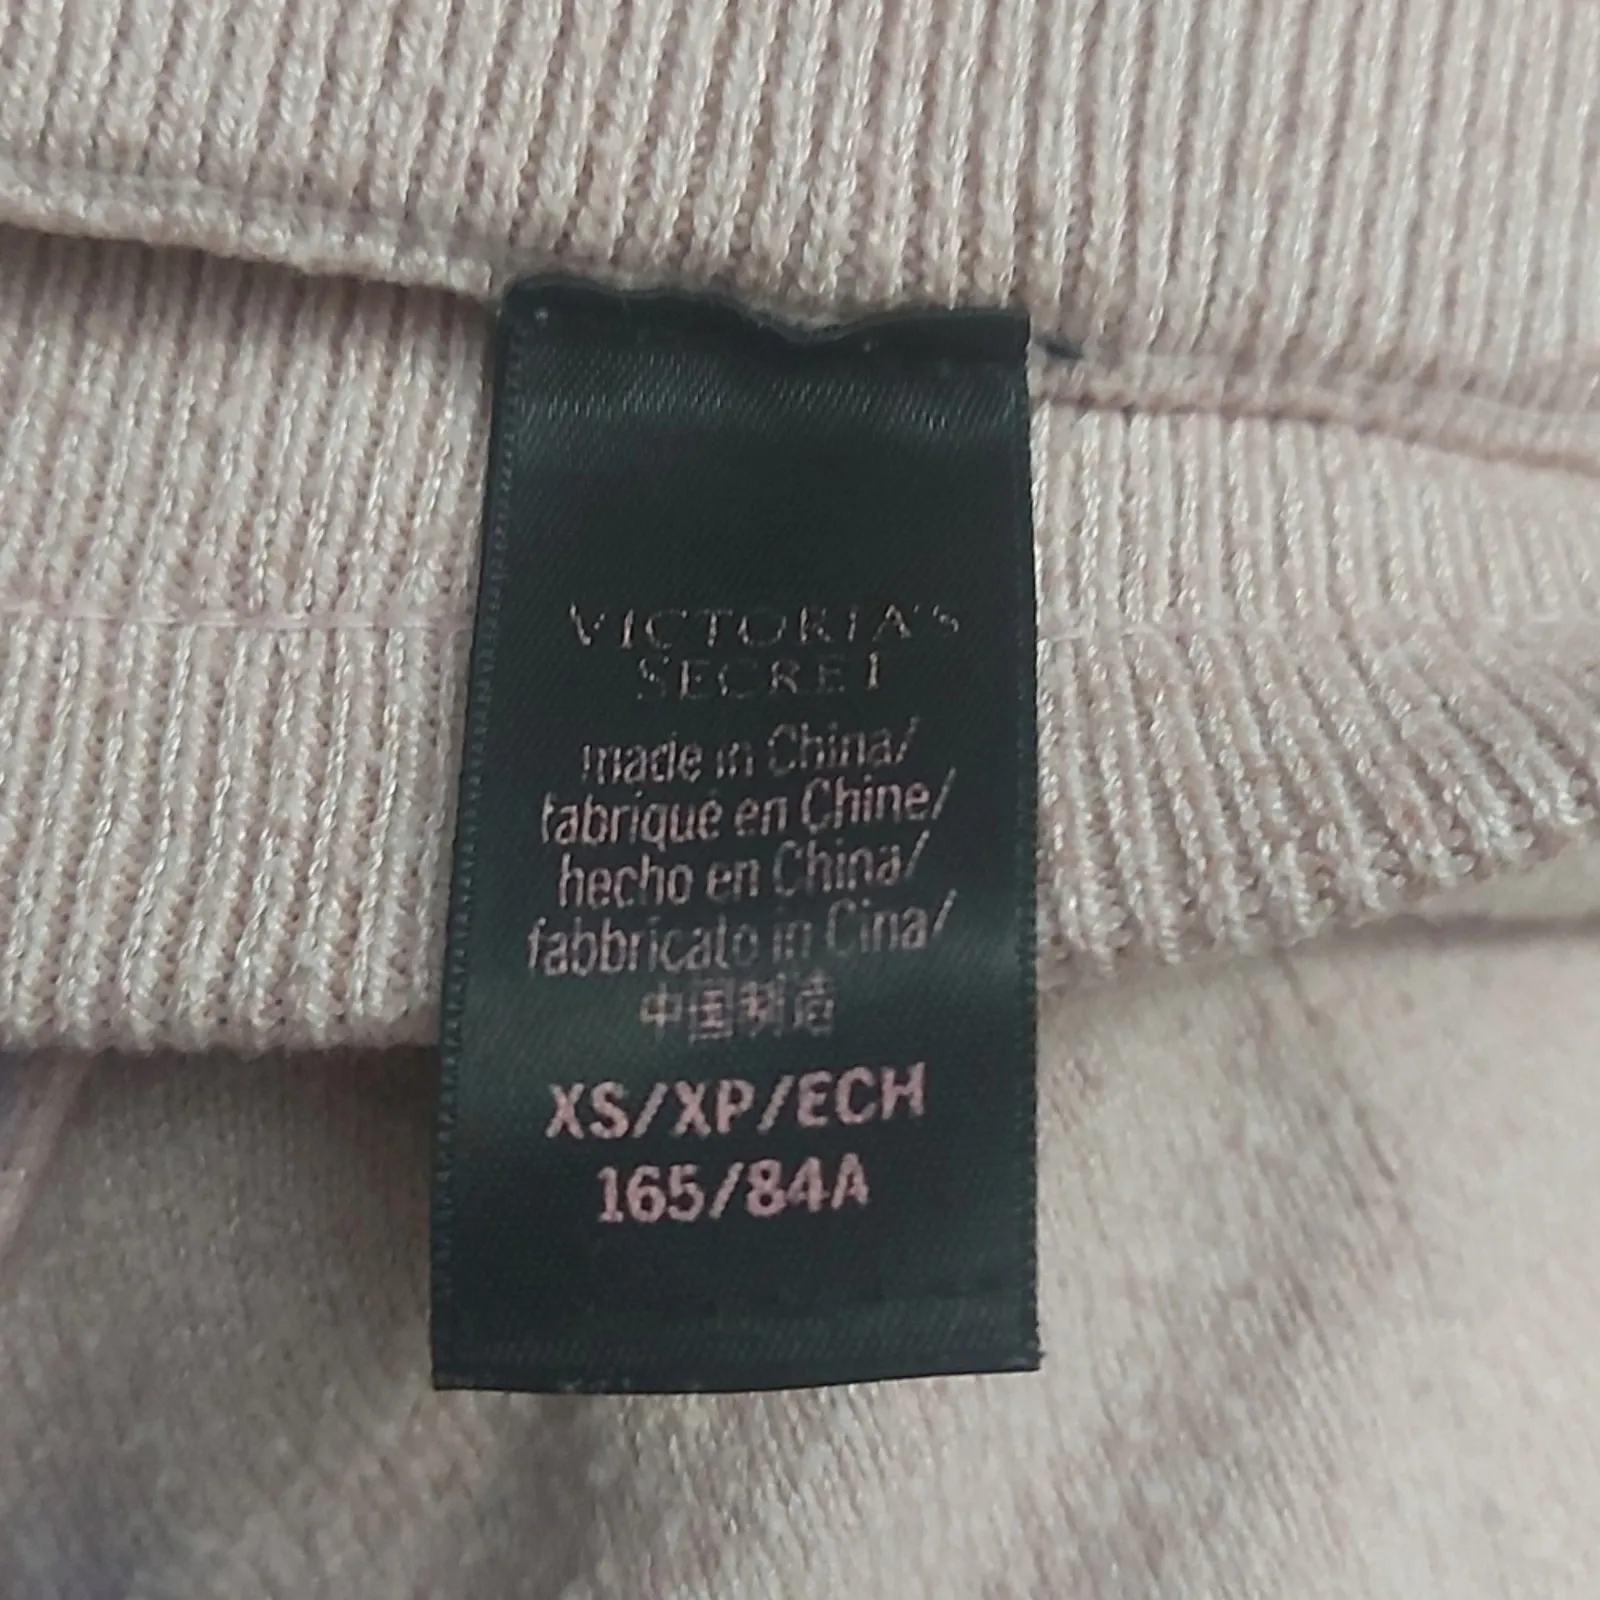 VICTORIA'S
SECRET
made in China/
fabriqué en Chine/
hecho en China/
fabbricato in Cina/
中国制造
XS/XP/ECH
165/84A